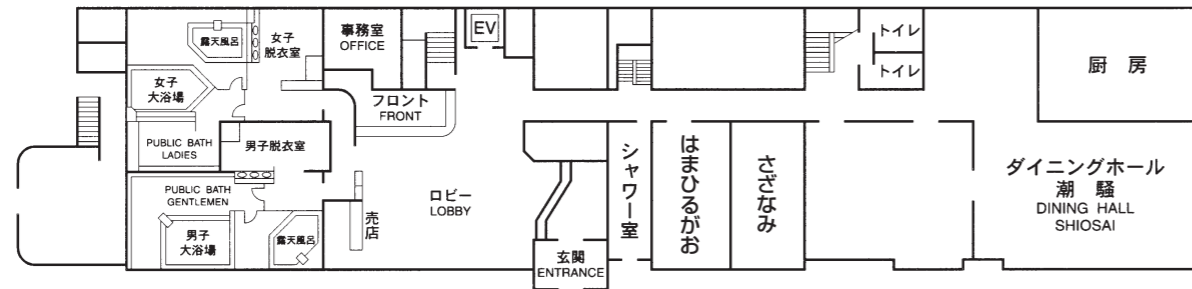 露天風呂
女子
脱衣室
事務室
OFFICE
EV
トイレ
トイレ
厨 房
女子
大浴場
フロント
FRONT
PUBLIC BATH
LADIES
男子脱衣室
PUBLIC BATH
GENTLEMEN
男子
大浴場
露天風呂
売店
ロビー
LOBBY
玄関
ENTRANCE
シャワー室
はまひるがお
さざなみ
ダイニングホール
潮 騒
DINING HALL
SHIOSAI